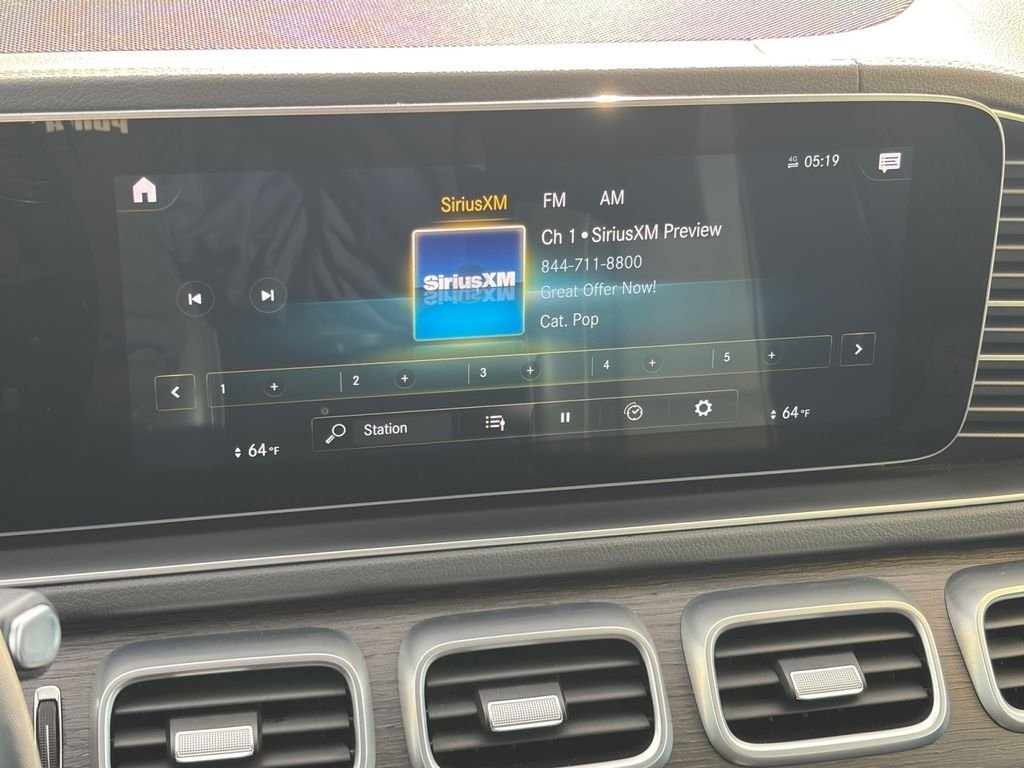 4G 05:19
SiriusXM FM AM
Ch 1 • SiriusXM Preview
844-711-8800
Great Offer Now!
Cat. Pop
SiriusXM
1 + 2 + 3 + 4 + 5 +
Station
64°F
64°F